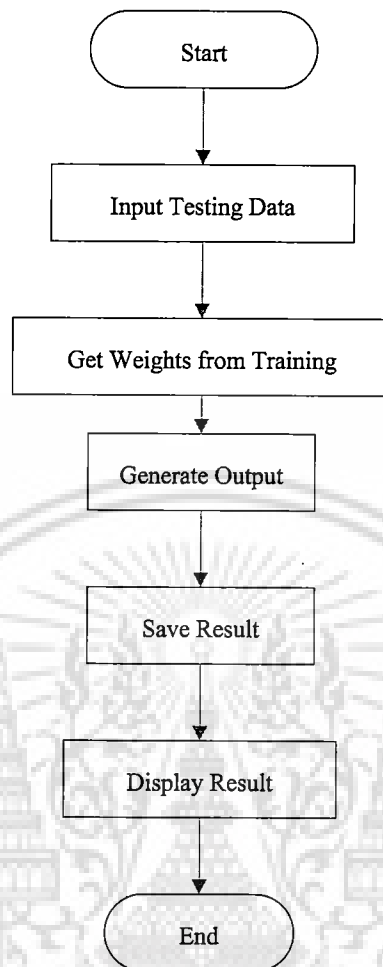 Start
Input Testing Data
Get Weights from Training
Generate Output
Save Result
Display Result
End